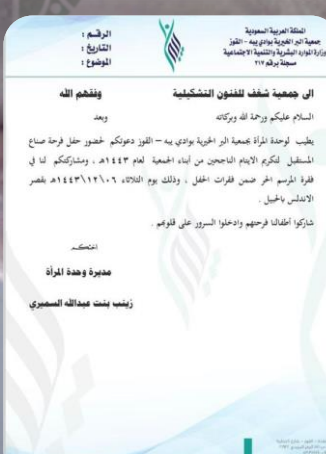 المملكة العربية السعودية
جمعية البر الخيرية بوادي يبه - القوز
وزارة الموارد البشرية والتنمية الاجتماعية
مسجلة برقم ٢١٧
الرقم :
التاريخ :
الموضوع :
الى جمعية شغف للفنون التشكيلية وفقهم الله
السلام عليكم ورحمة الله وبركاته وبعد
يطيب لوحدة المرأة بجمعية البر الخيرية بوادي يبه – القوز دعوتكم لحضور حفل فرحة صناع
المستقبل لتكريم الايتام الناجحين من أبناء الجمعية لعام ١٤٤٣هـ ، ومشاركتكم لنا في
فقرة المرسم الحر ضمن فقرات الحفل ، وذلك يوم الثلاثاء ١٤٤٣/١٢/٠٦هـ بقصر
الاندلس بالجبيل .
شاركوا أطفالنا فرحتهم وادخلوا السرور على قلوبهم .
اختكم
مديرة وحدة المرأة
زينب بنت عبدالله السميري